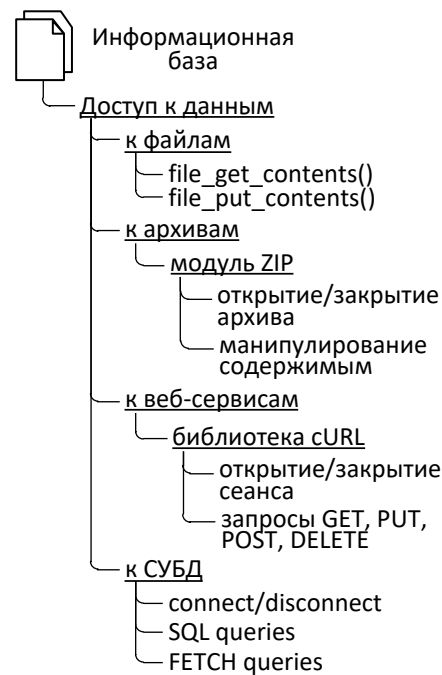 Информационная
база
Доступ к данным
к файлам
file_get_contents()
file_put_contents()
к архивам
модуль ZIP
открытие/закрытие
архива
манипулирование
содержимым
к веб-сервисам
библиотека cURL
открытие/закрытие
сеанса
запросы GET, PUT,
POST, DELETE
к СУБД
connect/disconnect
SQL queries
FETCH queries